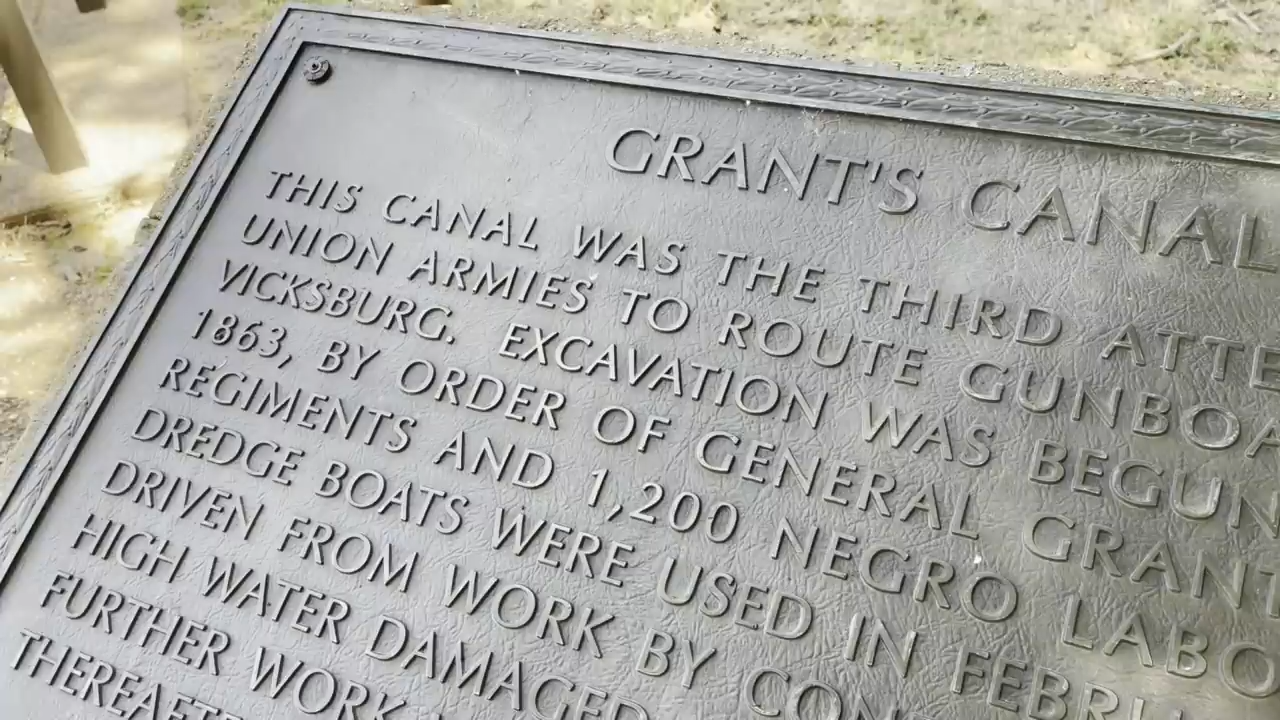 GRANT'S CANAL
THIS CANAL WAS THE THIRD ATTE
UNION ARMIES TO ROUTE GUNBOA
VICKSBURG. EXCAVATION WAS BEGUN
1863, BY ORDER OF GENERAL GRANT
REGIMENTS AND 1,200 NEGRO LABO
DREDGE BOATS WERE USED IN FEBRU
DRIVEN FROM WORK BY CON
HIGH WATER DAMAGED
FURTHER WORK
THEREAFTE